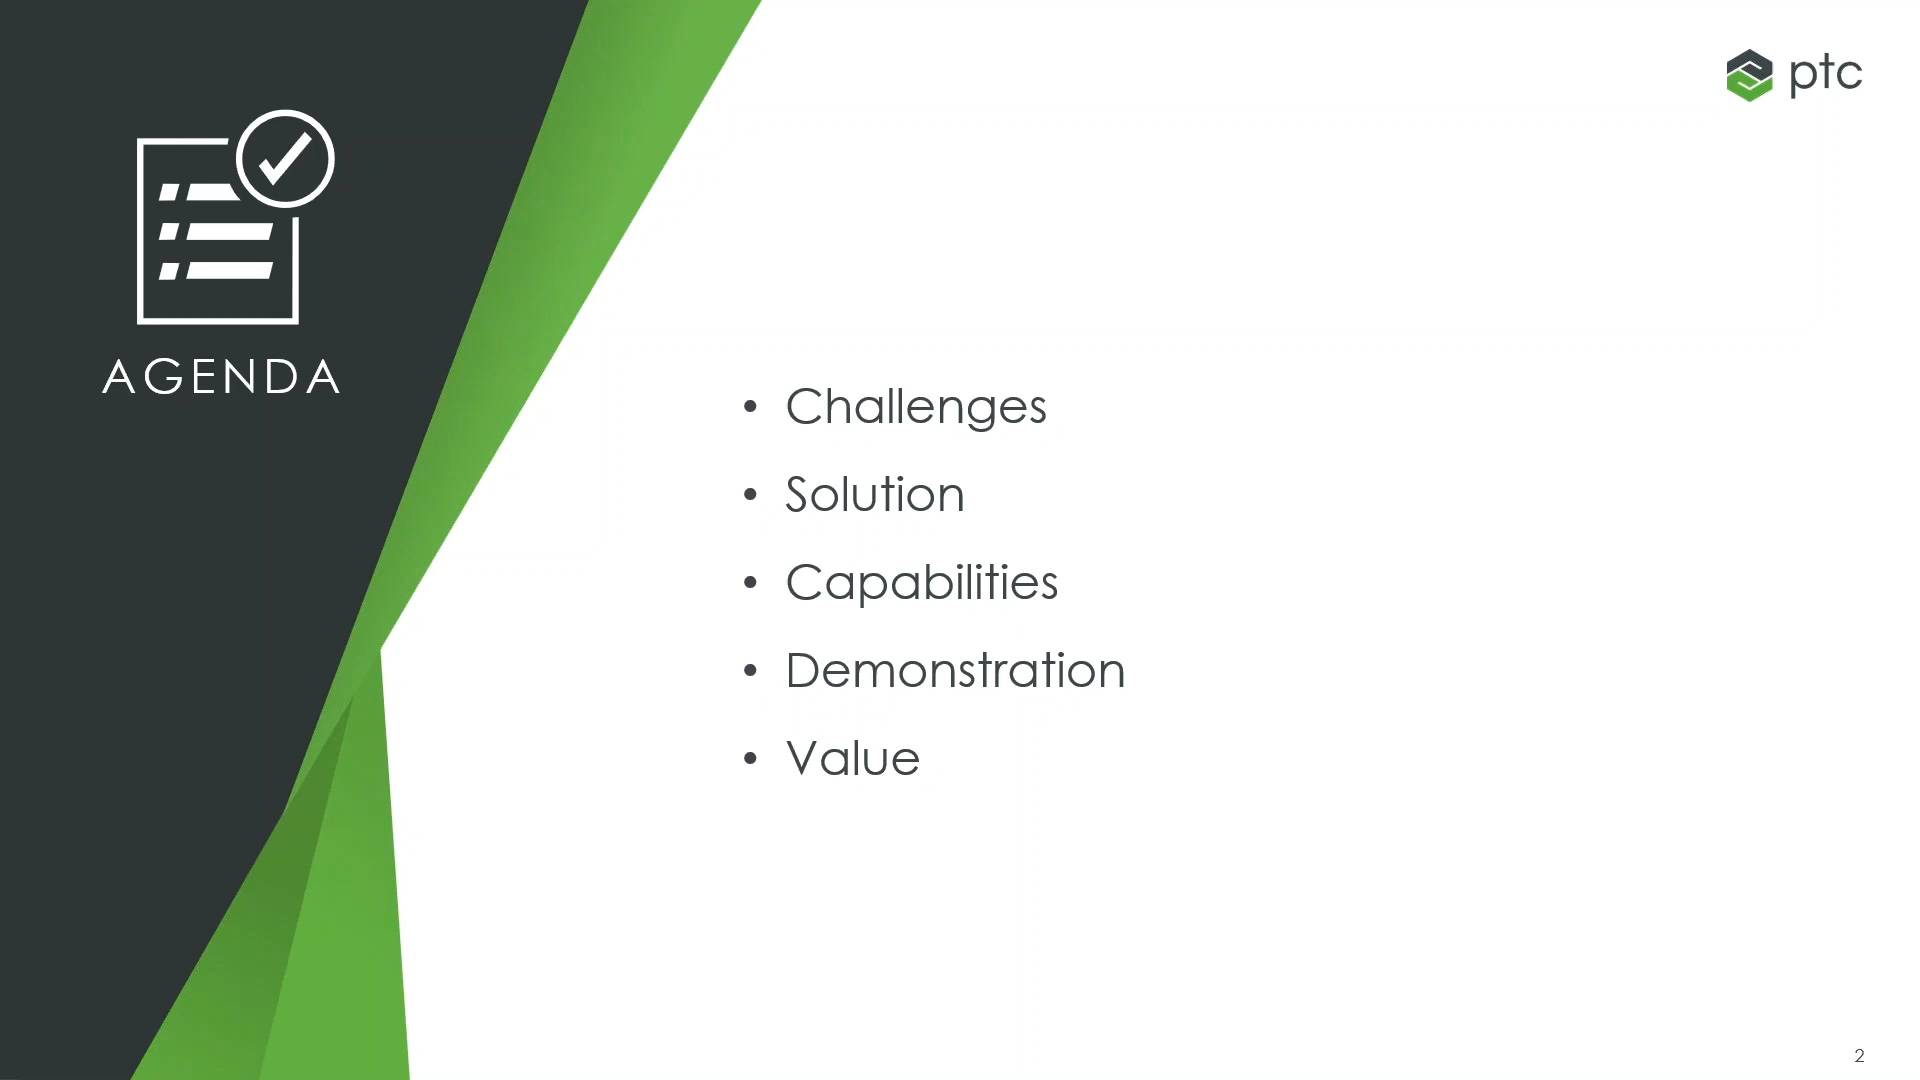 ptc
AGENDA
• Challenges
• Solution
• Capabilities
• Demonstration
• Value
2